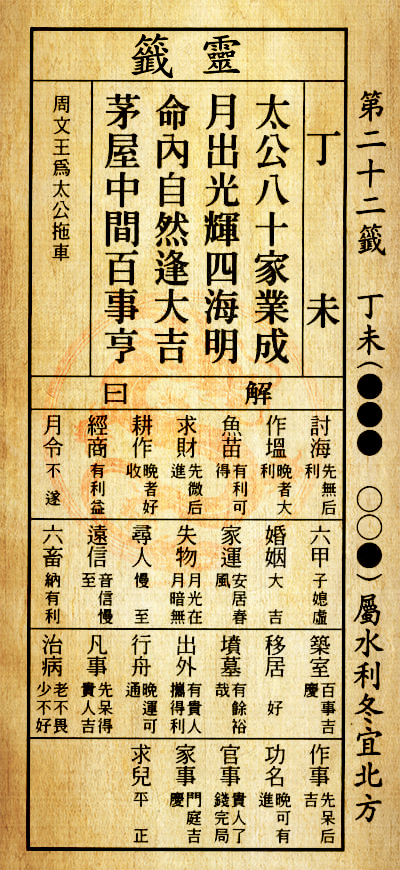 第二十二籤 丁未(●●● ○○●)屬水利冬宜北方
靈籤
丁未
太公八十家業成
月出光輝四海明
命內自然逢大吉
茅屋中間百事亨
周文王為太公拖車
解曰
討海 先無后利
作塭 晚者大利
魚苗 有利可得
求財 先微后進
耕作 晚者好收
經商 有利益
月令 不遂
六甲 子媳虛
婚姻 大吉
家運 安居春風
失物 月光在月暗無
尋人 慢至
遠信 音信慢至
六畜 納有利
築室 百事吉慶
移居 好
墳墓 有餘裕哉
出外 有貴人攜得利
行舟 晚運可通
凡事 先呆得貴人吉
治病 老不畏少不好
作事 先呆后吉
功名 晚可有進
官事 貴人了錢完局
家事 門庭吉慶
求兒 平正